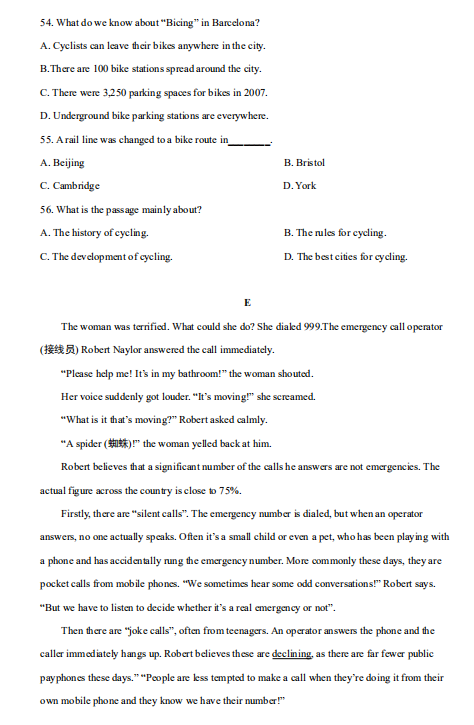 54. What do we know about “Bicing” in Barcelona?
A. Cyclists can leave their bikes anywhere in the city.
B.There are 100 bike stations spread around the city.
C. There were 3,250 parking spaces for bikes in 2007.
D. Underground bike parking stations are everywhere.
55. A rail line was changed to a bike route in________.
A. Beijing B. Bristol
C. Cambridge D. York
56. What is the passage mainly about?
A. The history of cycling. B. The rules for cycling.
C. The development of cycling. D. The best cities for cycling.
E
The woman was terrified. What could she do? She dialed 999.The emergency call operator
(接线员) Robert Naylor answered the call immediately.
“Please help me! It’s in my bathroom!” the woman shouted.
Her voice suddenly got louder. “It’s moving!” she screamed.
“What is it that’s moving?” Robert asked calmly.
“A spider (蜘蛛)!” the woman yelled back at him.
Robert believes that a significant number of the calls he answers are not emergencies. The
actual figure across the country is close to 75%.
Firstly, there are “silent calls”. The emergency number is dialed, but when an operator
answers, no one actually speaks. Often it’s a small child or even a pet, who has been playing with
a phone and has accidentally rung the emergency number. More commonly these days, they are
pocket calls from mobile phones. “We sometimes hear some odd conversations!” Robert says.
“But we have to listen to decide whether it’s a real emergency or not”.
Then there are “joke calls”, often from teenagers. An operator answers the phone and the
caller immediately hangs up. Robert believes these are declining, as there are far fewer public
payphones these days.” “People are less tempted to make a call when they’re doing it from their
own mobile phone and they know we have their number!”